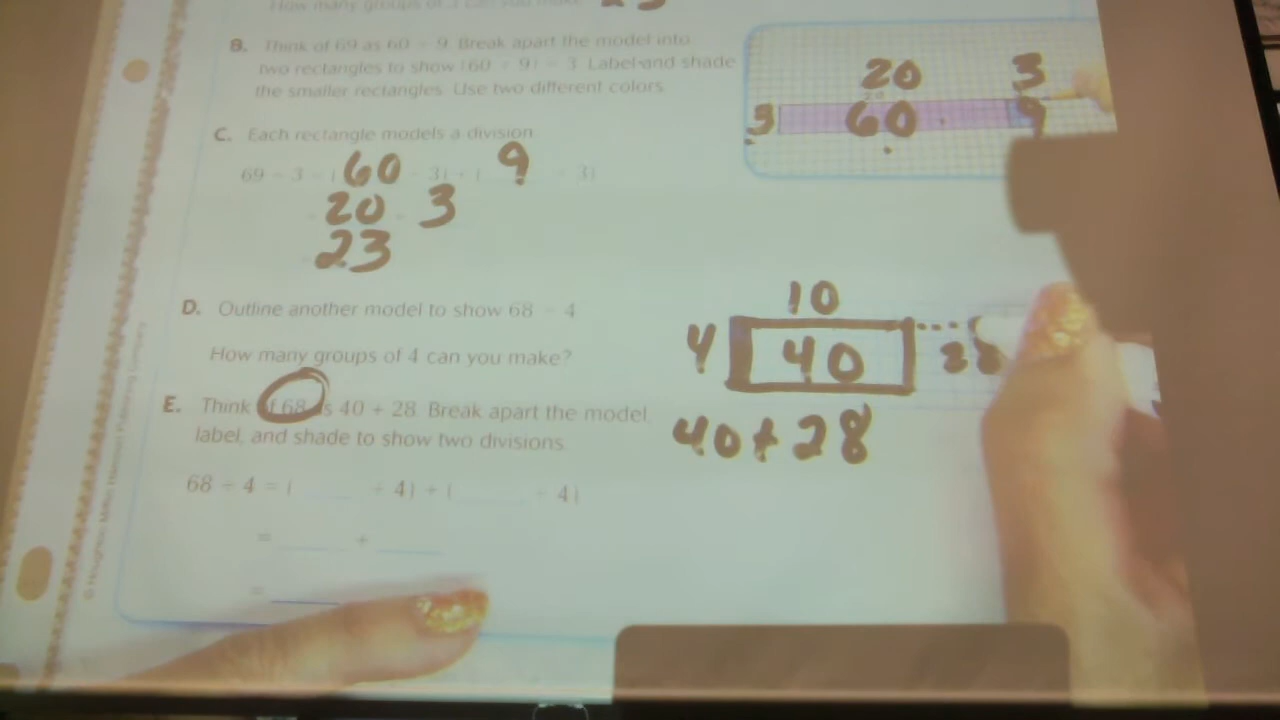 How many groups of 3 can you make
B. Think of 69 as 60 + 9. Break apart the model into
two rectangles to show (60 + 9) ÷ 3. Label and shade
the smaller rectangles. Use two different colors.
20 3
3 60 9
C. Each rectangle models a division.
69 ÷ 3 = (60 ÷ 3) + ( 9 ÷ 3)
20 3
23
D. Outline another model to show 68 ÷ 4
How many groups of 4 can you make?
10
4 40 28
E. Think of 68 as 40 + 28. Break apart the model,
label, and shade to show two divisions.
40 + 28
68 ÷ 4 = ( ÷ 4) + ( ÷ 4)
= +
=